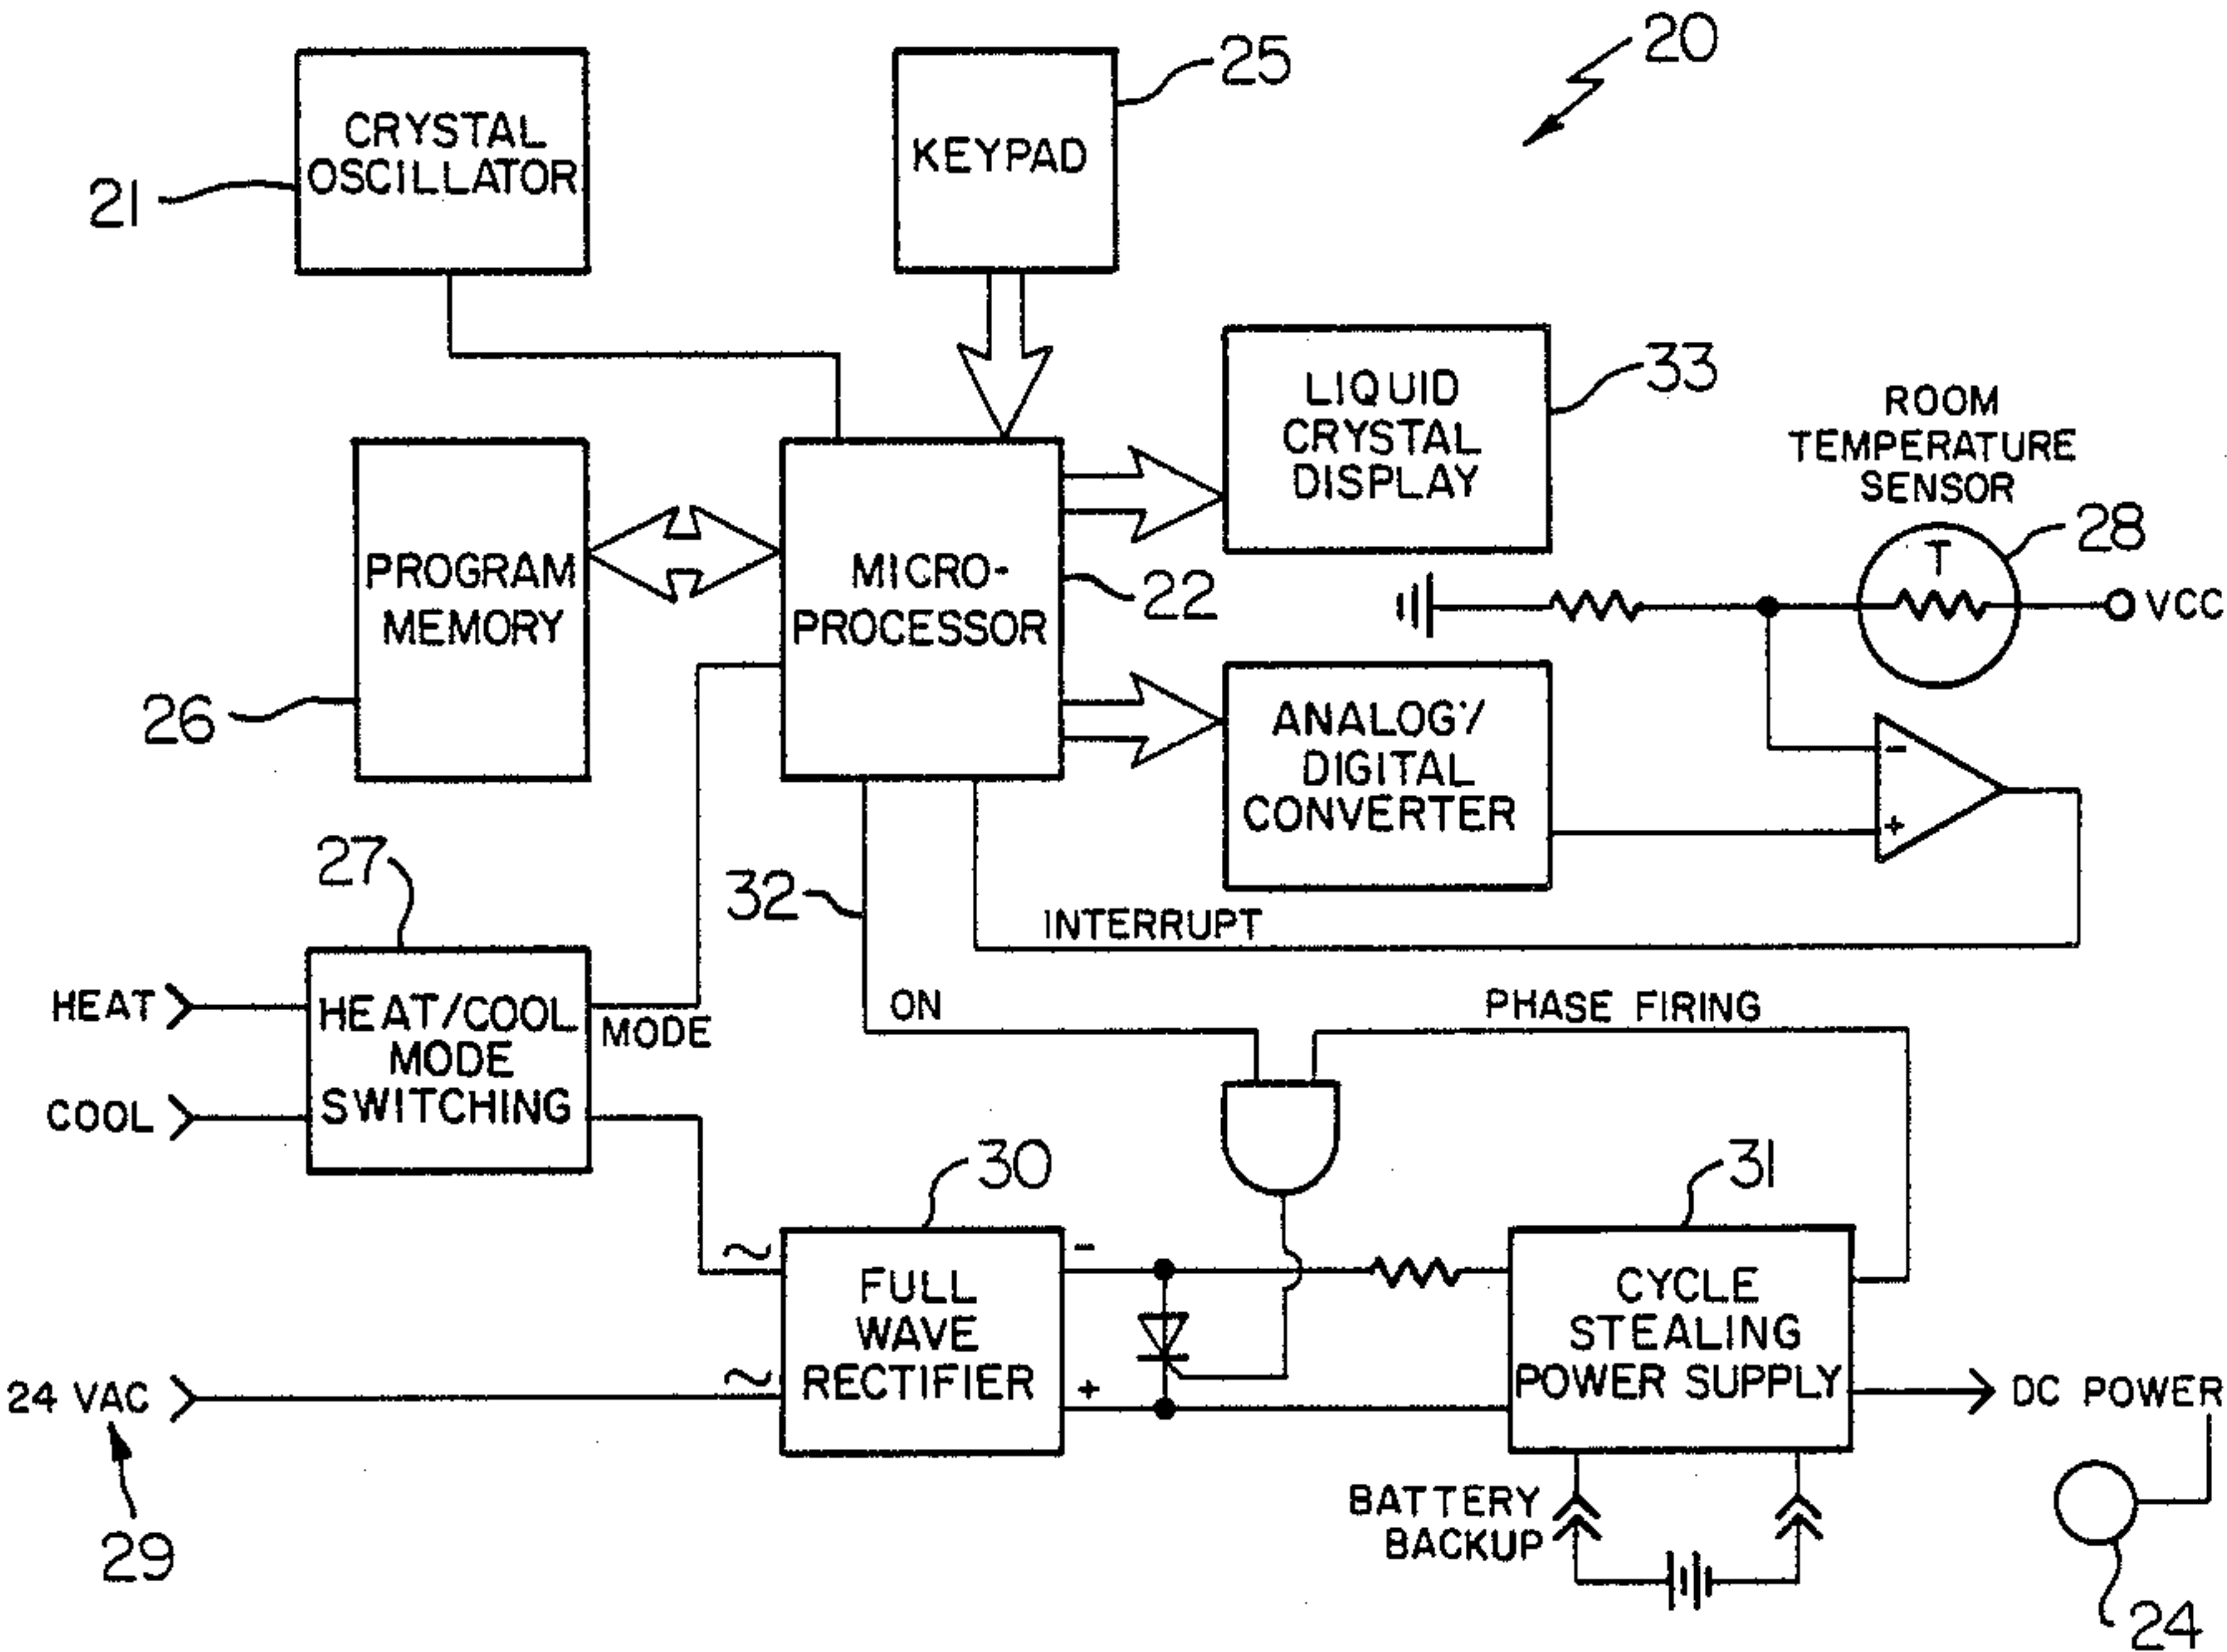 20
25
CRYSTAL
OSCILLATOR
KEYPAD
21
33
LIQUID
CRYSTAL
DISPLAY
ROOM
TEMPERATURE
SENSOR
28
T
VCC
PROGRAM
MEMORY
MICRO-
PROCESSOR
22
26
ANALOG/
DIGITAL
CONVERTER
-
+
27
32
INTERRUPT
HEAT
COOL
HEAT/COOL
MODE
SWITCHING
MODE
ON
PHASE FIRING
30
31
~
~
-
+
FULL
WAVE
RECTIFIER
CYCLE
STEALING
POWER SUPPLY
24 VAC
DC POWER
29
BATTERY
BACKUP
24